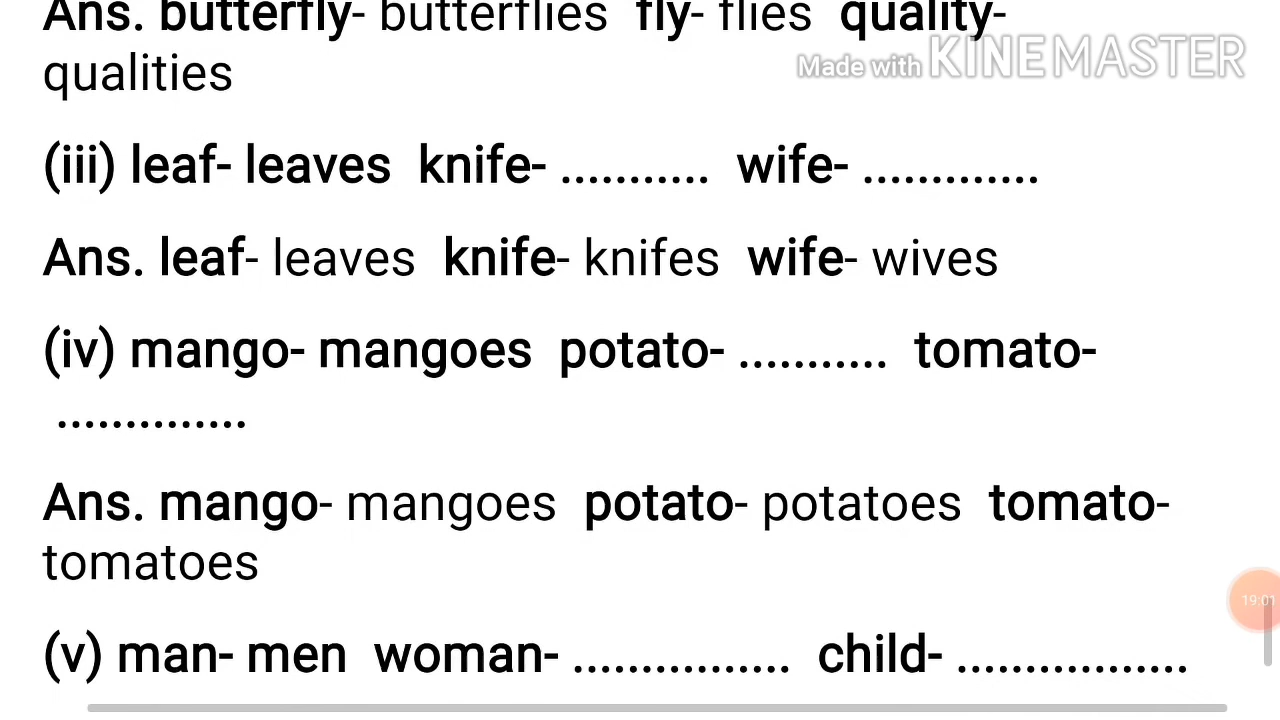 Ans. butterfly- butterflies fly- flies quality-
Made with KINEMASTER
qualities
(iii) leaf- leaves knife- ........... wife- .............
Ans. leaf- leaves knife- knifes wife- wives
(iv) mango- mangoes potato- ........... tomato-
..............
Ans. mango- mangoes potato- potatoes tomato-
tomatoes
19:01
(v) man- men woman- ................ child- .................